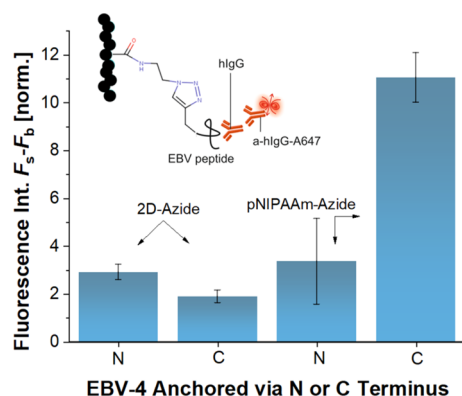 Fluorescence Int. Fs-Fb [norm.]
12
10
8
6
4
2
0
O
N
H
N
N
N
hIgG
a-hIgG-A647
EBV peptide
2D-Azide
pNIPAAm-Azide
N
C
N
C
EBV-4 Anchored via N or C Terminus